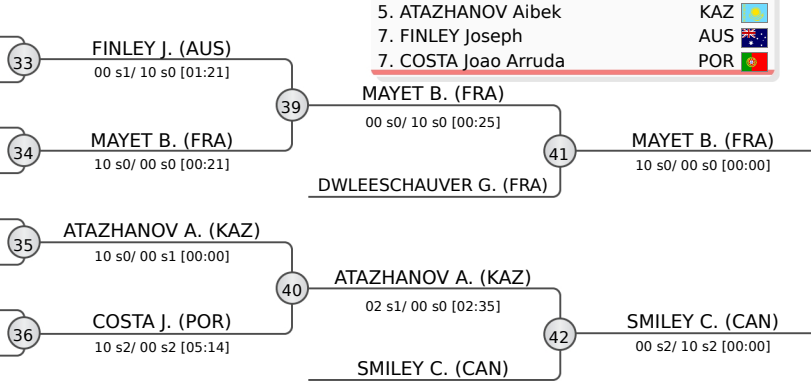 5. ATAZHANOV Aibek KAZ
7. FINLEY Joseph AUS
7. COSTA Joao Arruda POR
33
FINLEY J. (AUS)
00 s1/ 10 s0 [01:21]
34
MAYET B. (FRA)
10 s0/ 00 s0 [00:21]
35
ATAZHANOV A. (KAZ)
10 s0/ 00 s1 [00:00]
36
COSTA J. (POR)
10 s2/ 00 s2 [05:14]
39
MAYET B. (FRA)
00 s0/ 10 s0 [00:25]
DWLEESCHAUVER G. (FRA)
40
ATAZHANOV A. (KAZ)
02 s1/ 00 s0 [02:35]
SMILEY C. (CAN)
41
MAYET B. (FRA)
10 s0/ 00 s0 [00:00]
42
SMILEY C. (CAN)
00 s2/ 10 s2 [00:00]